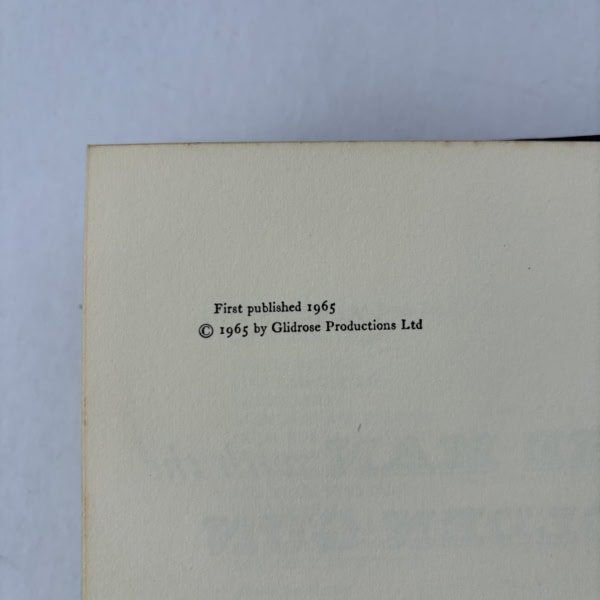 First published 1965
© 1965 by Glidrose Productions Ltd